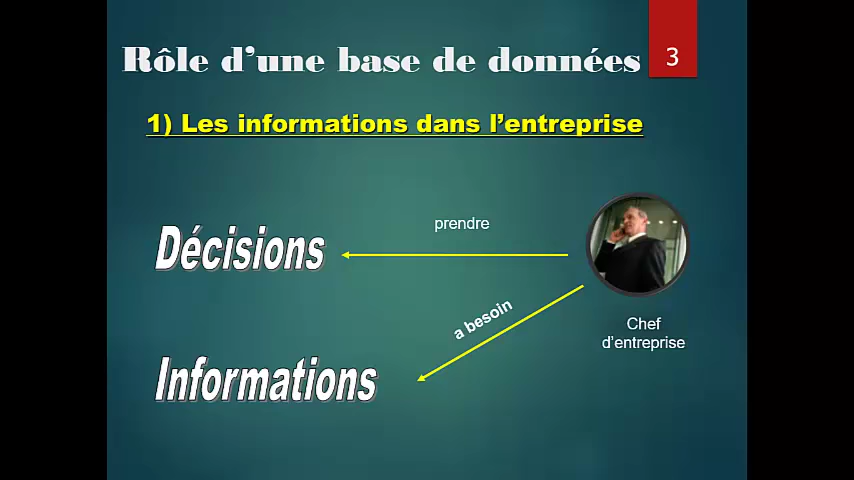 Rôle d'une base de données
3
1) Les informations dans l'entreprise
prendre
Décisions
a besoin
Chef
d'entreprise
Informations